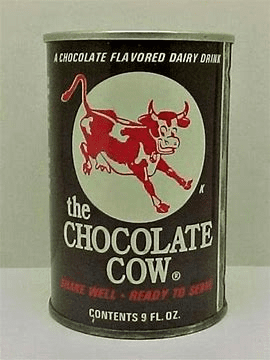 A CHOCOLATE FLAVORED DAIRY DRINK
K
the
CHOCOLATE
COW®
SHAKE WELL • READY TO SERVE
CONTENTS 9 FL. OZ.